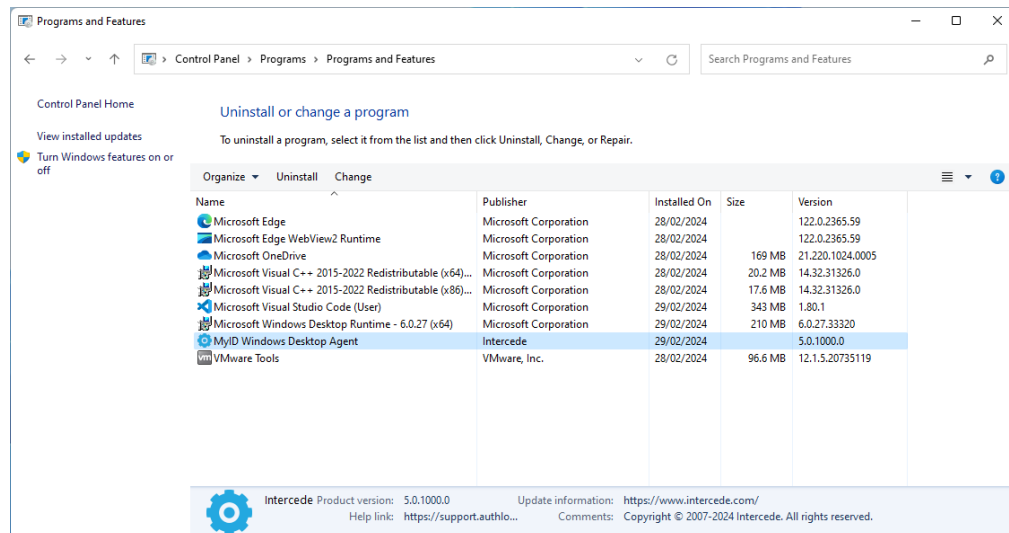 Programs and Features
Control Panel > Programs > Programs and Features
Search Programs and Features
Control Panel Home
View installed updates
Turn Windows features on or off
Uninstall or change a program
To uninstall a program, select it from the list and then click Uninstall, Change, or Repair.
Organize Uninstall Change
Name Publisher Installed On Size Version
Microsoft Edge Microsoft Corporation 28/02/2024 122.0.2365.59
Microsoft Edge WebView2 Runtime Microsoft Corporation 28/02/2024 122.0.2365.59
Microsoft OneDrive Microsoft Corporation 28/02/2024 169 MB 21.220.1024.0005
Microsoft Visual C++ 2015-2022 Redistributable (x64)... Microsoft Corporation 28/02/2024 20.2 MB 14.32.31326.0
Microsoft Visual C++ 2015-2022 Redistributable (x86)... Microsoft Corporation 28/02/2024 17.6 MB 14.32.31326.0
Microsoft Visual Studio Code (User) Microsoft Corporation 29/02/2024 343 MB 1.80.1
Microsoft Windows Desktop Runtime - 6.0.27 (x64) Microsoft Corporation 29/02/2024 210 MB 6.0.27.33320
MyID Windows Desktop Agent Intercede 29/02/2024 5.0.1000.0
vm VMware Tools VMware, Inc. 28/02/2024 96.6 MB 12.1.5.20735119
Intercede Product version: 5.0.1000.0 Update information: https://www.intercede.com/
Help link: https://support.authlo... Comments: Copyright © 2007-2024 Intercede. All rights reserved.